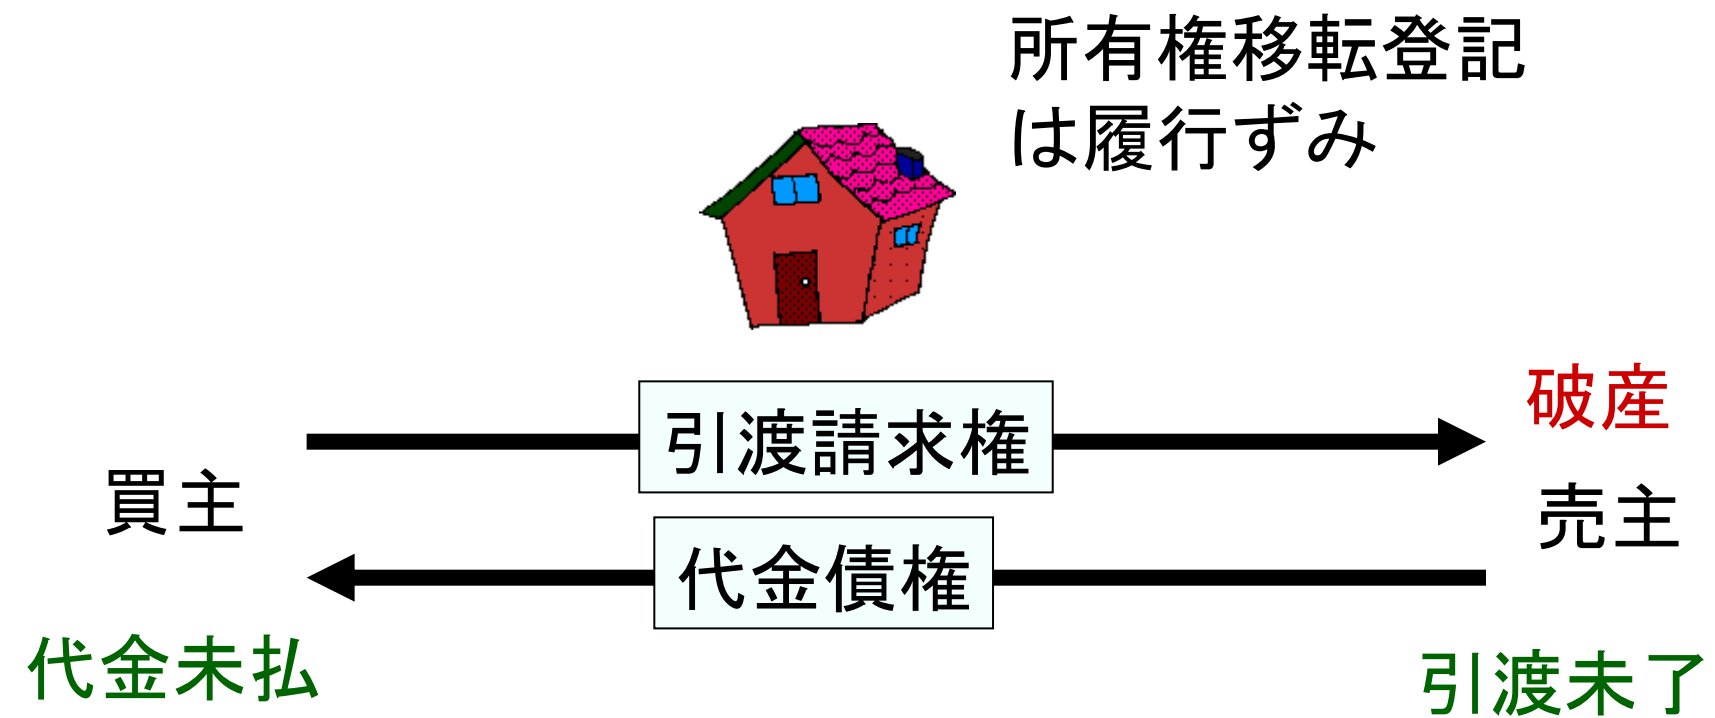 所有権移転登記
は履行ずみ
破産
引渡請求権
買主
売主
代金債権
代金未払
引渡未了